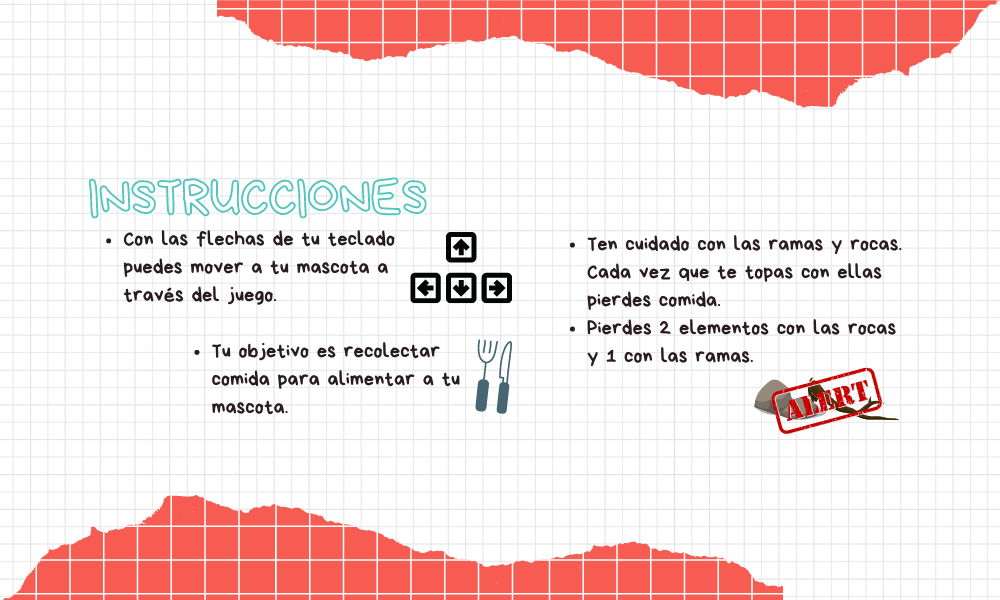 INSTRUCCIONES
• Con las flechas de tu teclado
puedes mover a tu mascota a
través del juego.
• Tu objetivo es recolectar
comida para alimentar a tu
mascota.
• Ten cuidado con las ramas y rocas.
Cada vez que te topas con ellas
pierdes comida.
• Pierdes 2 elementos con las rocas
y 1 con las ramas.
ALERT